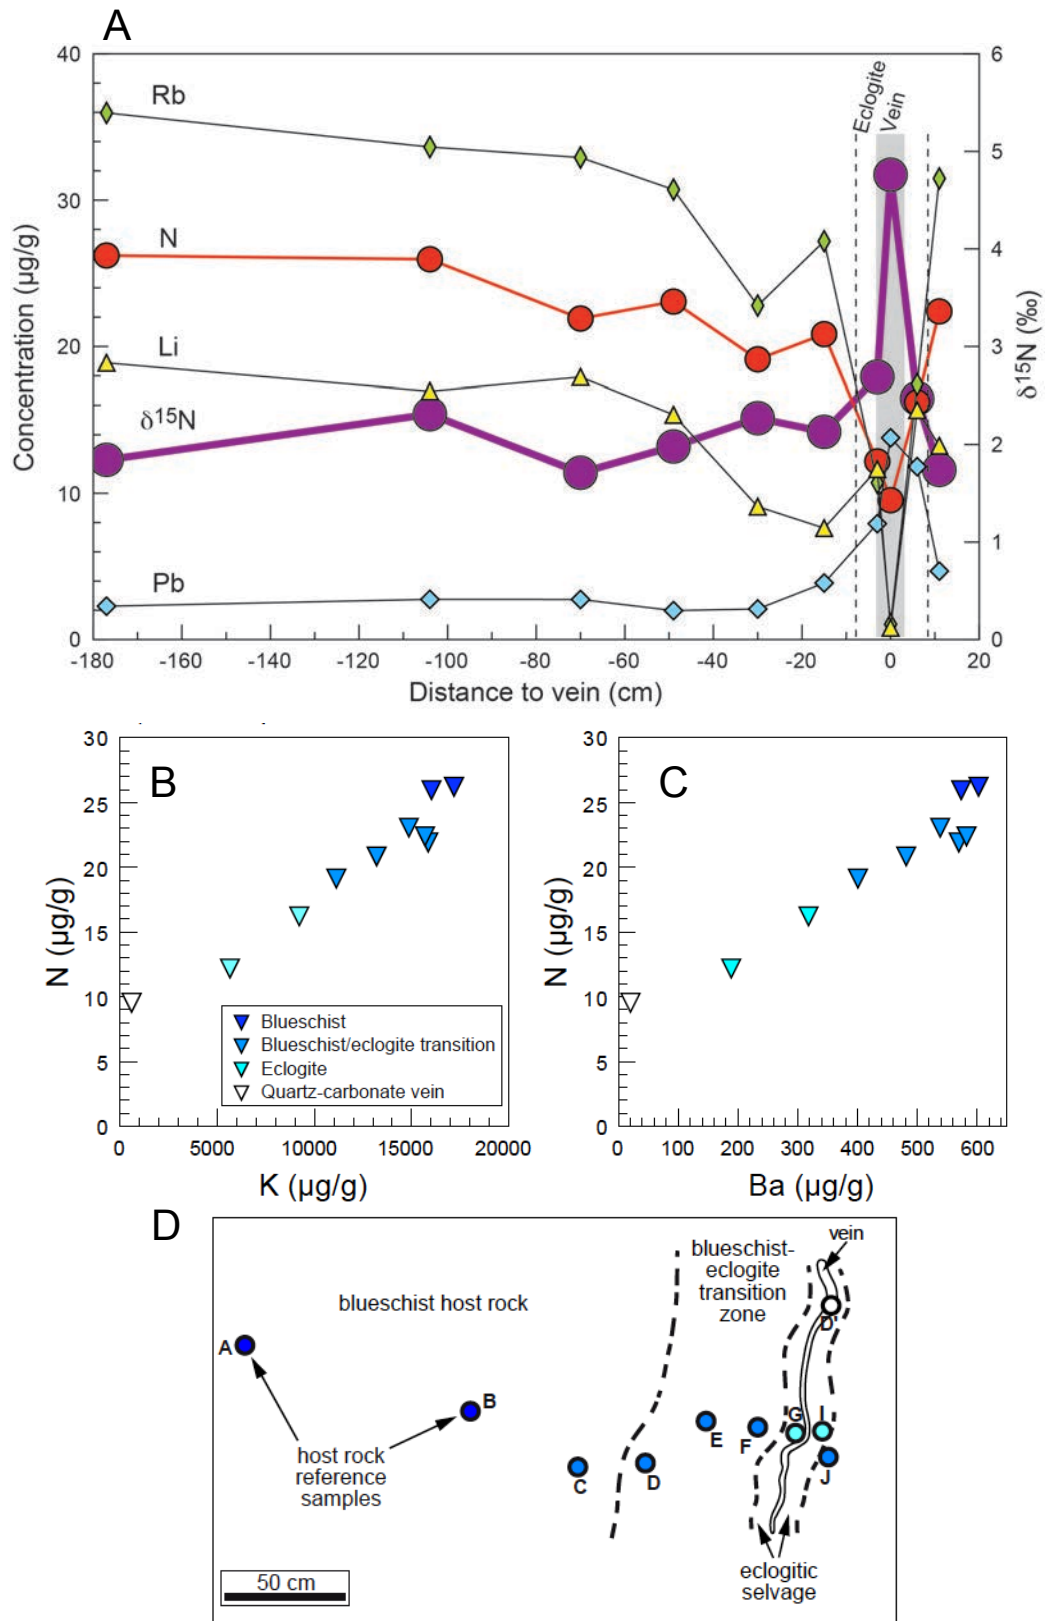 A
40
30
20
10
0
Concentration (µg/g)
6
5
4
3
2
1
0
δ¹⁵N (‰)
Rb
N
Li
δ¹⁵N
Pb
Eclogite
Vein
-180 -160 -140 -120 -100 -80 -60 -40 -20 0 20
Distance to vein (cm)
B
30
25
20
15
10
5
0
N (µg/g)
Blueschist
Blueschist/eclogite transition
Eclogite
Quartz-carbonate vein
0 5000 10000 15000 20000
K (µg/g)
C
30
25
20
15
10
5
0
N (µg/g)
0 100 200 300 400 500 600
Ba (µg/g)
D
vein
blueschist-
eclogite
transition
zone
blueschist host rock
D'
A
B
G
I
E
F
C
D
J
host rock
reference
samples
eclogitic
selvage
50 cm